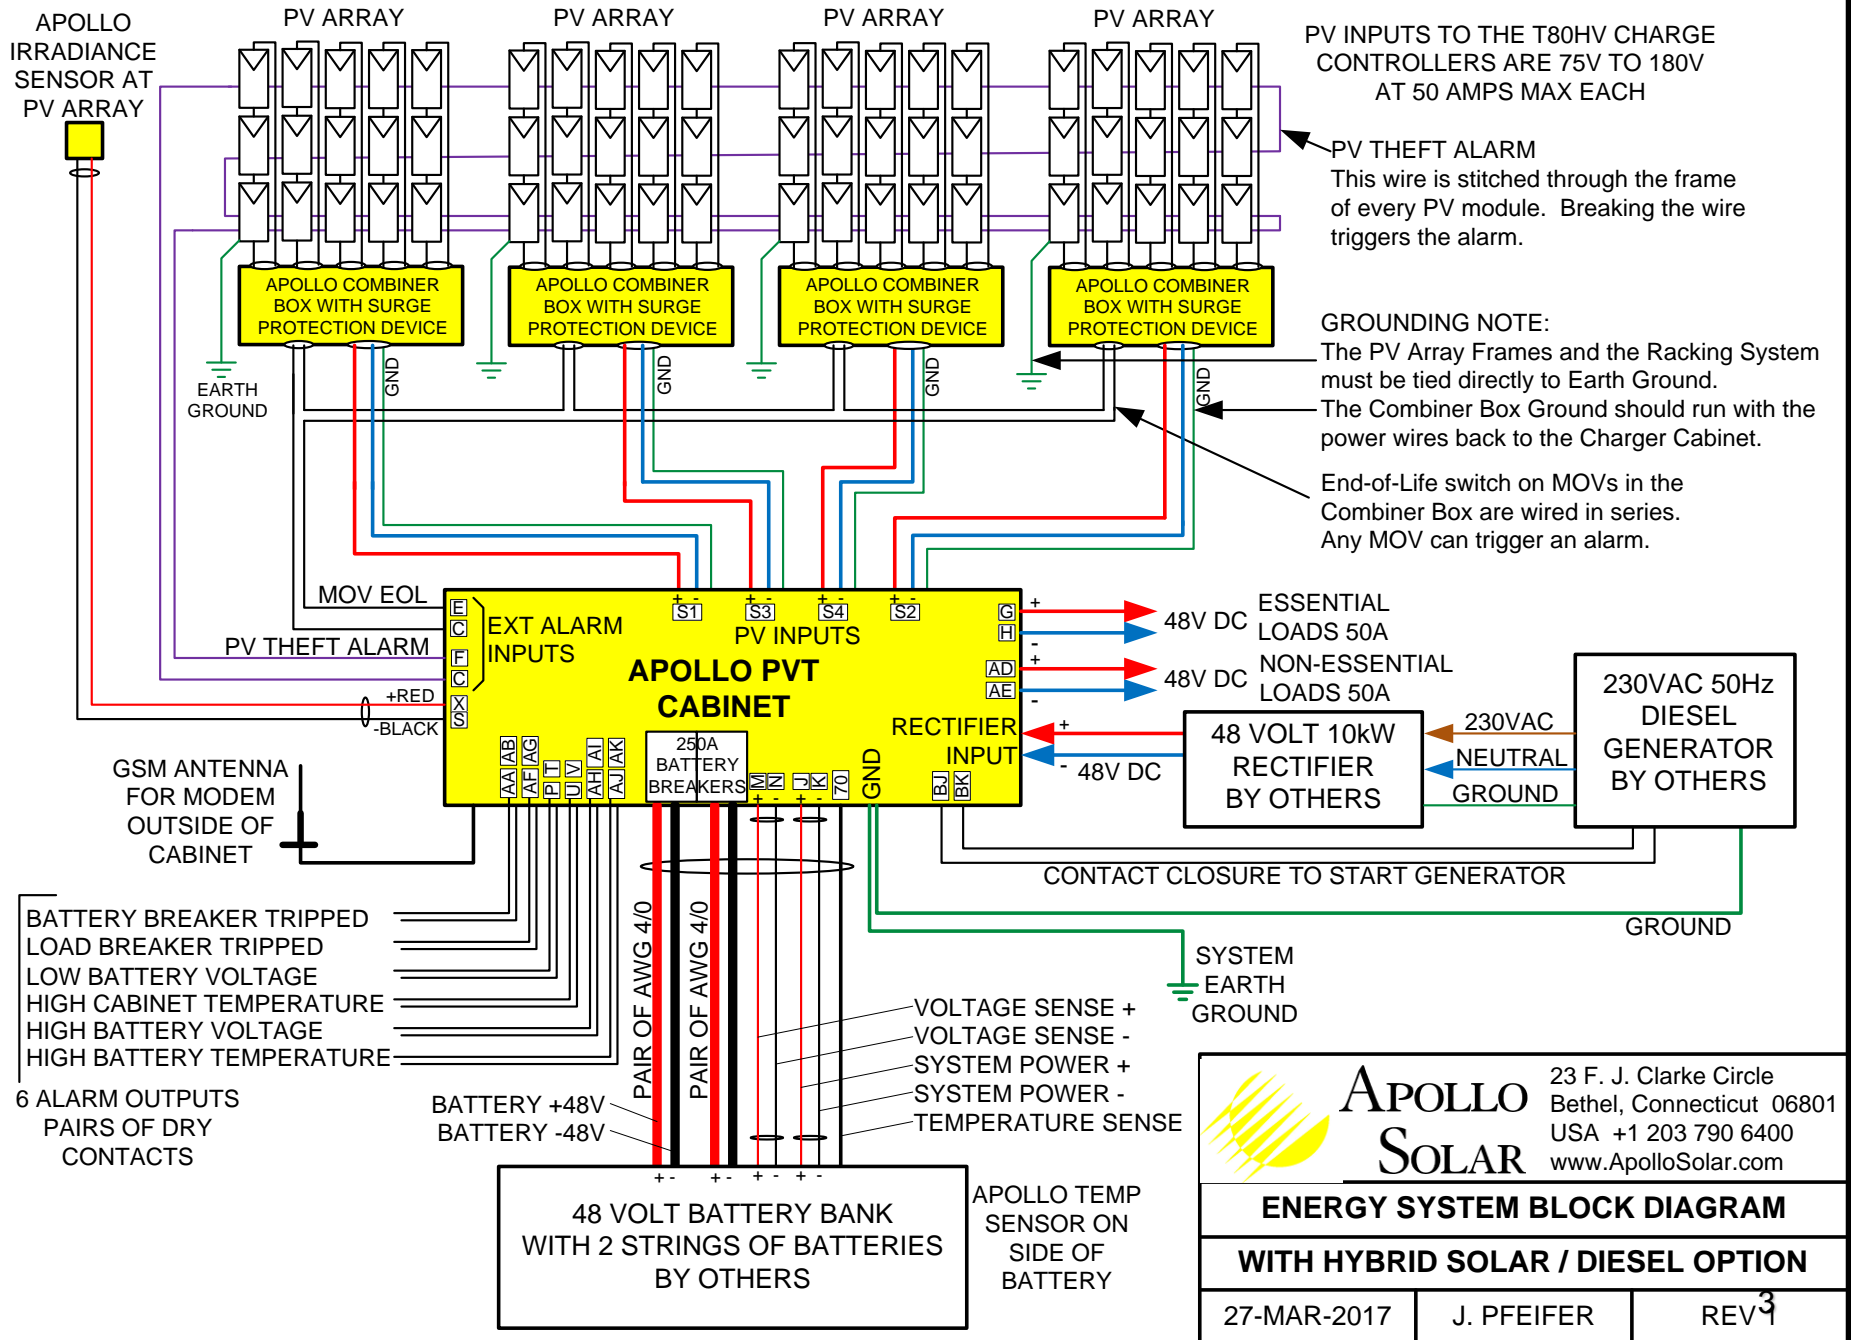 APOLLO
IRRADIANCE
SENSOR AT
PV ARRAY
PV ARRAY
PV ARRAY
PV ARRAY
PV ARRAY
PV INPUTS TO THE T80HV CHARGE
CONTROLLERS ARE 75V TO 180V
AT 50 AMPS MAX EACH
PV THEFT ALARM
This wire is stitched through the frame
of every PV module. Breaking the wire
triggers the alarm.
APOLLO COMBINER
BOX WITH SURGE
PROTECTION DEVICE
APOLLO COMBINER
BOX WITH SURGE
PROTECTION DEVICE
APOLLO COMBINER
BOX WITH SURGE
PROTECTION DEVICE
APOLLO COMBINER
BOX WITH SURGE
PROTECTION DEVICE
EARTH
GROUND
GND
GND
GND
GND
GROUNDING NOTE:
The PV Array Frames and the Racking System
must be tied directly to Earth Ground.
The Combiner Box Ground should run with the
power wires back to the Charger Cabinet.
End-of-Life switch on MOVs in the
Combiner Box are wired in series.
Any MOV can trigger an alarm.
MOV EOL
PV THEFT ALARM
+RED
-BLACK
E
C
F
C
X
S
EXT ALARM
INPUTS
+ -
S1
+ -
S3
+ -
S4
+ -
S2
PV INPUTS
APOLLO PVT
CABINET
G
H
AD
AE
+
-
+
-
48V DC
ESSENTIAL
LOADS 50A
48V DC
NON-ESSENTIAL
LOADS 50A
RECTIFIER
INPUT
+
- 48V DC
48 VOLT 10kW
RECTIFIER
BY OTHERS
230VAC
NEUTRAL
GROUND
230VAC 50Hz
DIESEL
GENERATOR
BY OTHERS
AA AB
AF AG
P T
U V
AH AI
AJ AK
250A
BATTERY
BREAKERS
M
N
J
K
70
+ - + -
GND
BJ
BK
CONTACT CLOSURE TO START GENERATOR
GROUND
GSM ANTENNA
FOR MODEM
OUTSIDE OF
CABINET
BATTERY BREAKER TRIPPED
LOAD BREAKER TRIPPED
LOW BATTERY VOLTAGE
HIGH CABINET TEMPERATURE
HIGH BATTERY VOLTAGE
HIGH BATTERY TEMPERATURE
6 ALARM OUTPUTS
PAIRS OF DRY
CONTACTS
PAIR OF AWG 4/0
PAIR OF AWG 4/0
SYSTEM
EARTH
GROUND
VOLTAGE SENSE +
VOLTAGE SENSE -
SYSTEM POWER +
SYSTEM POWER -
TEMPERATURE SENSE
BATTERY +48V
BATTERY -48V
+ - + - + - + -
48 VOLT BATTERY BANK
WITH 2 STRINGS OF BATTERIES
BY OTHERS
APOLLO TEMP
SENSOR ON
SIDE OF
BATTERY
APOLLO
SOLAR
23 F. J. Clarke Circle
Bethel, Connecticut 06801
USA +1 203 790 6400
www.ApolloSolar.com
ENERGY SYSTEM BLOCK DIAGRAM
WITH HYBRID SOLAR / DIESEL OPTION
27-MAR-2017
J. PFEIFER
REV 3